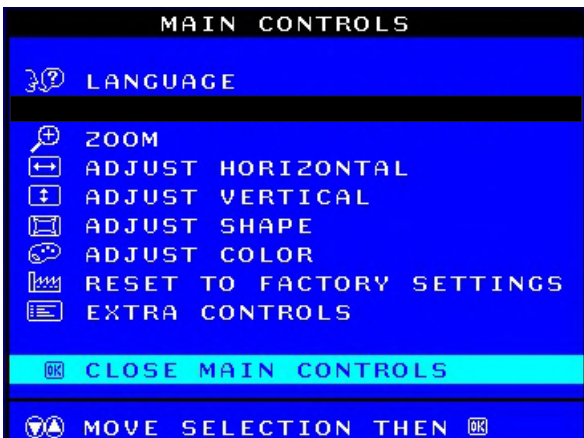 MAIN CONTROLS
LANGUAGE
ZOOM
ADJUST HORIZONTAL
ADJUST VERTICAL
ADJUST SHAPE
ADJUST COLOR
RESET TO FACTORY SETTINGS
EXTRA CONTROLS
OK CLOSE MAIN CONTROLS
MOVE SELECTION THEN OK